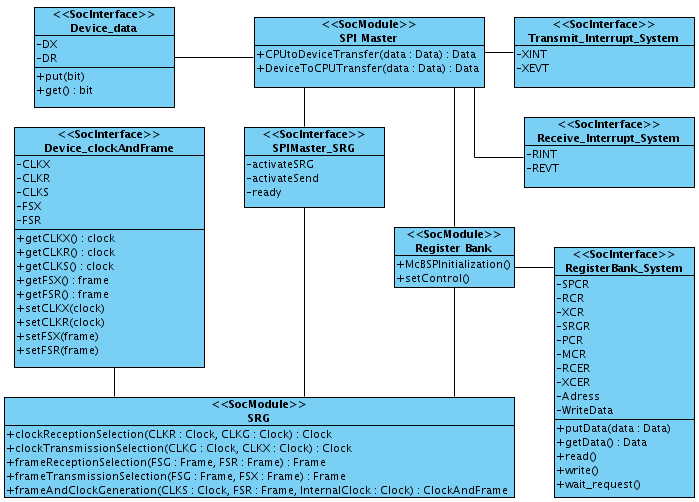 <<SocInterface>>
Device_data
-DX
-DR
+put(bit)
+get() : bit
<<SocModule>>
SPI Master
+CPUtoDeviceTransfer(data : Data) : Data
+DeviceToCPUTransfer(data : Data) : Data
<<SocInterface>>
Transmit_Interrupt_System
-XINT
-XEVT
<<SocInterface>>
Device_clockAndFrame
-CLKX
-CLKR
-CLKS
-FSX
-FSR
+getCLKX() : clock
+getCLKR() : clock
+getCLKS() : clock
+getFSX() : frame
+getFSR() : frame
+setCLKX(clock)
+setCLKR(clock)
+setFSX(frame)
+setFSR(frame)
<<SocInterface>>
SPIMaster_SRG
-activateSRG
-activateSend
-ready
<<SocInterface>>
Receive_Interrupt_System
-RINT
-REVT
<<SocModule>>
Register Bank
+McBSPInitialization()
+setControl()
<<SocInterface>>
RegisterBank_System
-SPCR
-RCR
-XCR
-SRGR
-PCR
-MCR
-RCER
-XCER
-Adress
-WriteData
+putData(data : Data)
+getData() : Data
+read()
+write()
+wait_request()
<<SocModule>>
SRG
+clockReceptionSelection(CLKR : Clock, CLKG : Clock) : Clock
+clockTransmissionSelection(CLKG : Clock, CLKX : Clock) : Clock
+frameReceptionSelection(FSG : Frame, FSR : Frame) : Frame
+frameTransmissionSelection(FSG : Frame, FSX : Frame) : Frame
+frameAndClockGeneration(CLKS : Clock, FSR : Frame, InternalClock : Clock) : ClockAndFrame